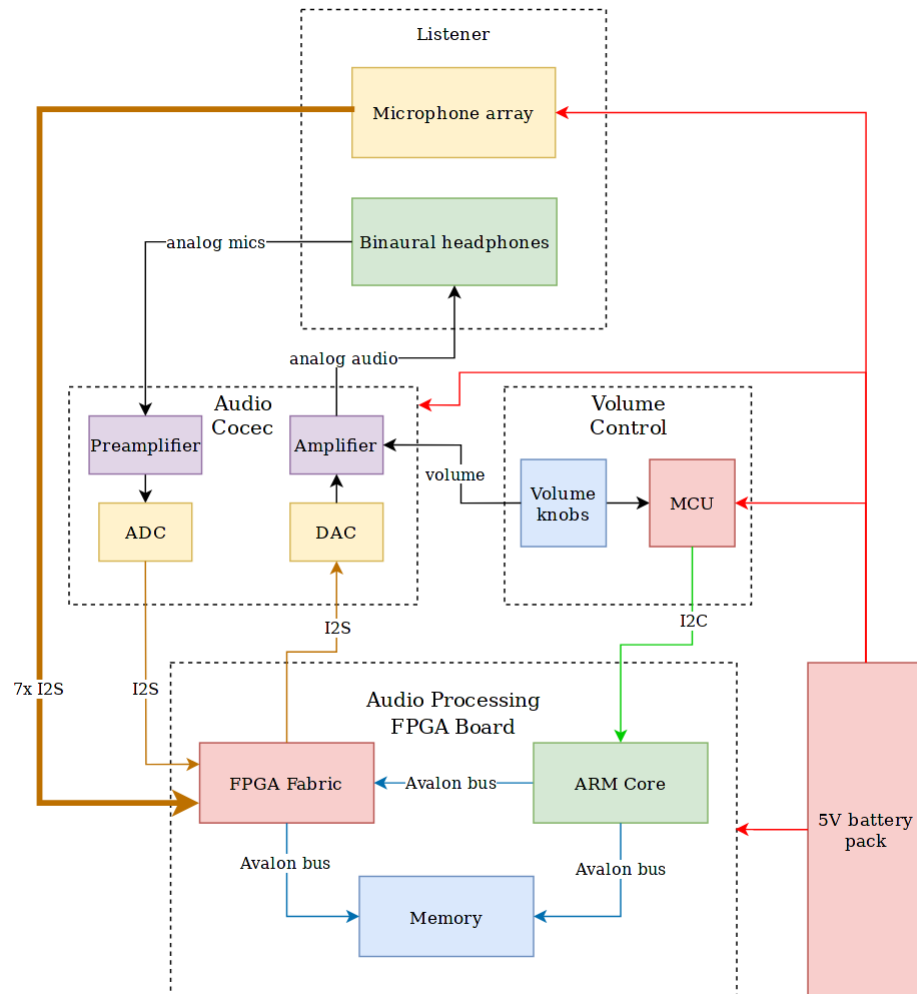 Listener
Microphone array
Binaural headphones
analog mics
analog audio
Audio
Cocec
Preamplifier
Amplifier
ADC
DAC
volume
Volume
Control
Volume
knobs
MCU
I2S
I2C
7x I2S
I2S
Audio Processing
FPGA Board
FPGA Fabric
Avalon bus
ARM Core
5V battery
pack
Avalon bus
Avalon bus
Memory